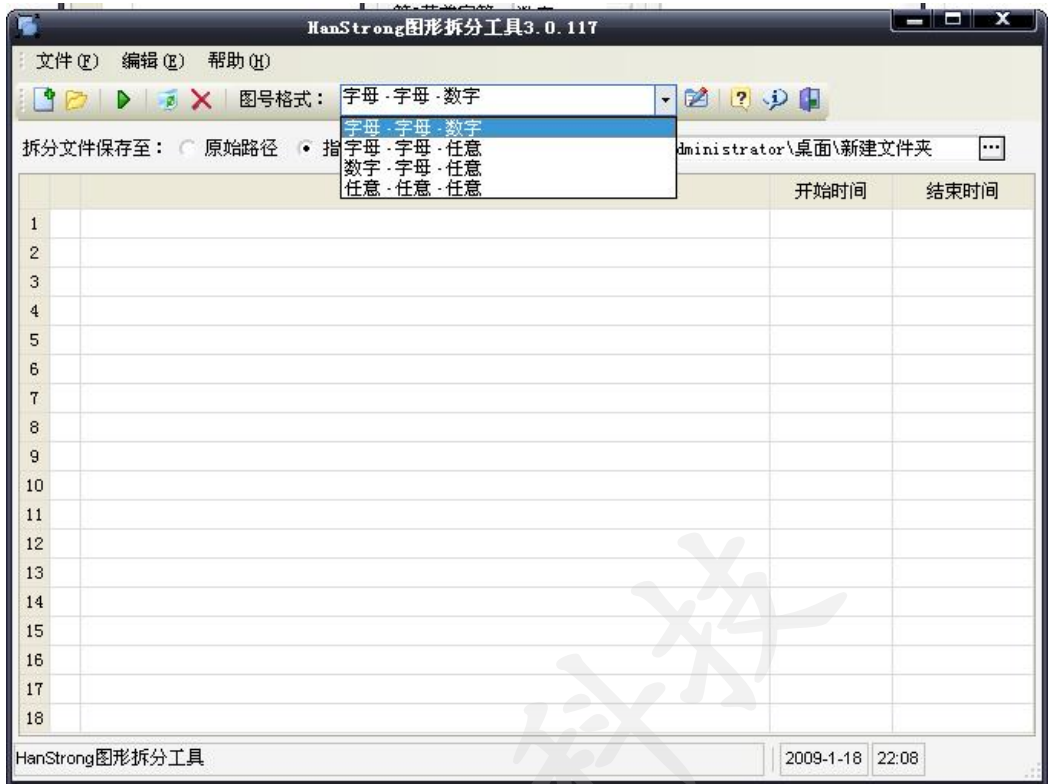 HanStrong图形拆分工具3.0.117
文件(F) 编辑(E) 帮助(H)
图号格式： 字母-字母-数字
字母-字母-数字
拆分文件保存至： 原始路径 指 字母-字母-任意 dministrator\桌面\新建文件夹 ...
数字-字母-任意
任意-任意-任意
开始时间 结束时间
1
2
3
4
5
6
7
8
9
10
11
12
13
14
15
16
17
18
科技
HanStrong图形拆分工具 2009-1-18 22:08